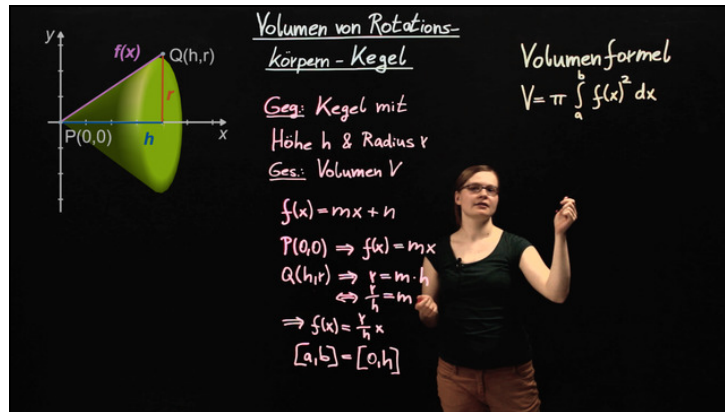 y
f(x)
Q(h,r)
r
P(0,0)
h
x
Volumen von Rotations-
körpern - Kegel
Geg.: Kegel mit
Höhe h & Radius r
Ges.: Volumen V
f(x) = mx + n
P(0,0) ⇒ f(x) = mx
Q(h,r) ⇒ r = m · h
⇔ r/h = m
⇒ f(x) = r/h x
[a,b] = [0,h]
Volumenformel
V = π ∫_a^b f(x)² dx